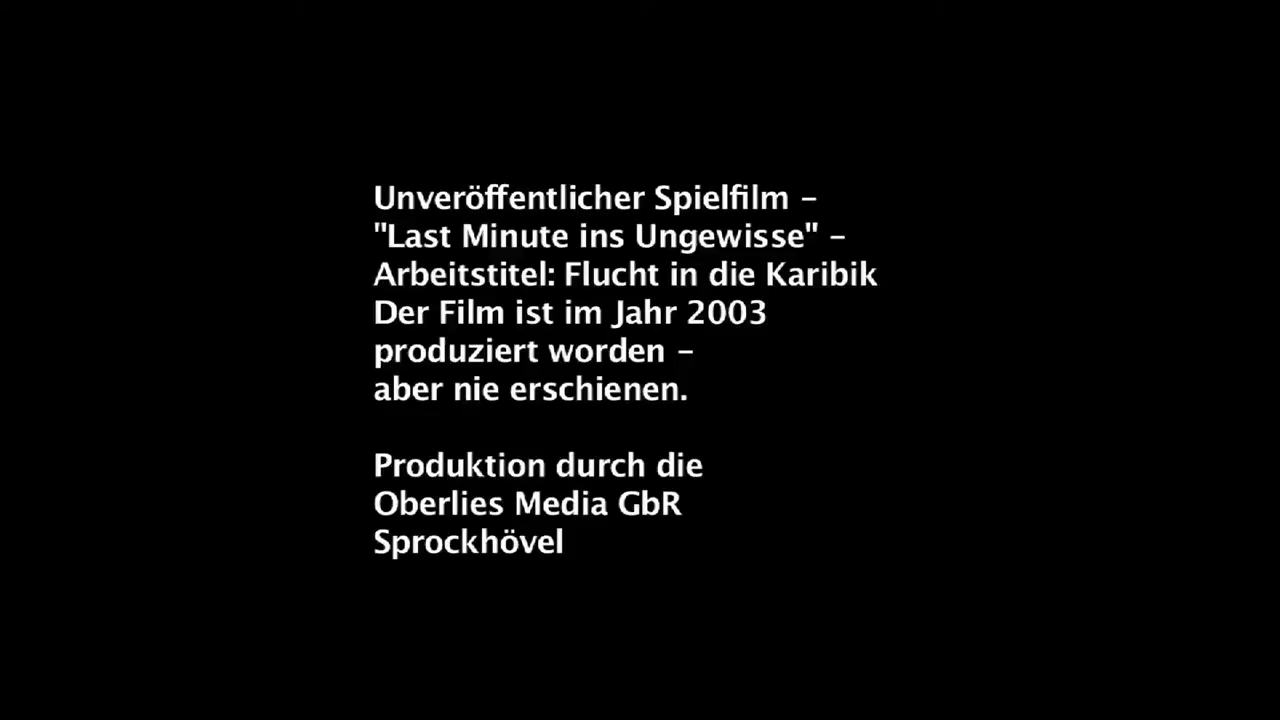 Unveröffentlicher Spielfilm –
"Last Minute ins Ungewisse" –
Arbeitstitel: Flucht in die Karibik
Der Film ist im Jahr 2003
produziert worden –
aber nie erschienen.
Produktion durch die
Oberlies Media GbR
Sprockhövel